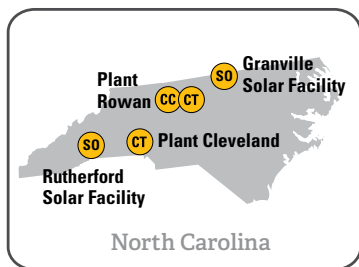 Granville
Solar Facility
SO
Plant
Rowan
CC CT
SO
CT
Plant Cleveland
Rutherford
Solar Facility
North Carolina